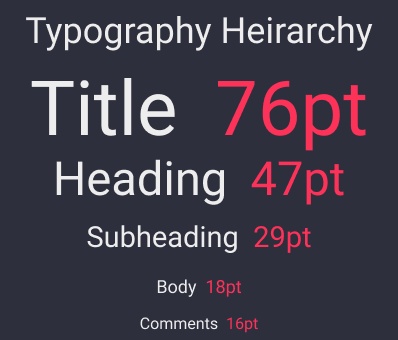 Typography Heirarchy
Title 76pt
Heading 47pt
Subheading 29pt
Body 18pt
Comments 16pt